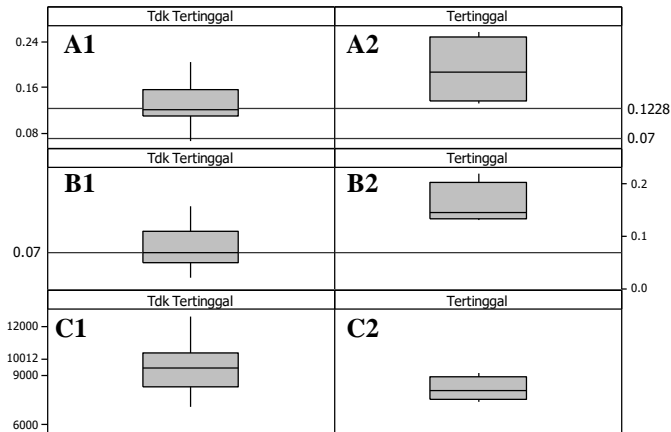 Tdk Tertinggal Tertinggal
0.24 A1 A2
0.16
0.1228
0.08
0.07
Tdk Tertinggal Tertinggal
B1 B2 0.2
0.1
0.07
0.0
Tdk Tertinggal Tertinggal
12000 C1 C2
10012
9000
6000